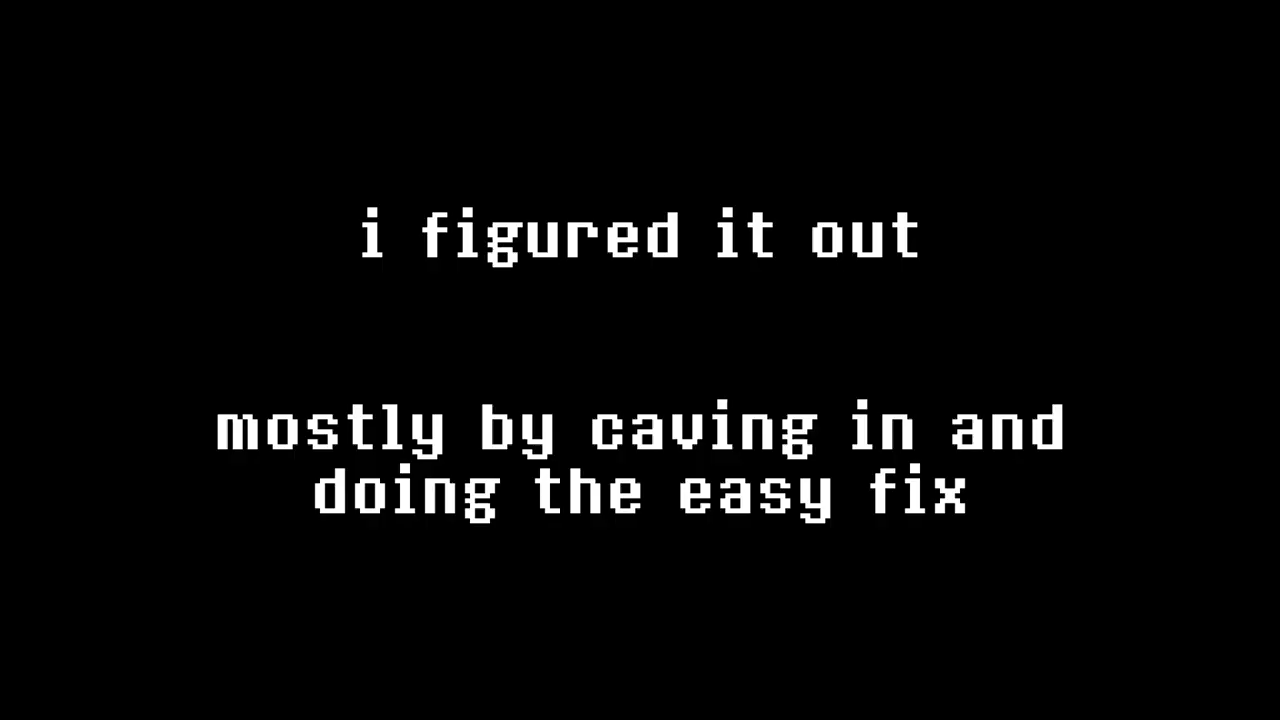 i figured it out
mostly by caving in and
doing the easy fix